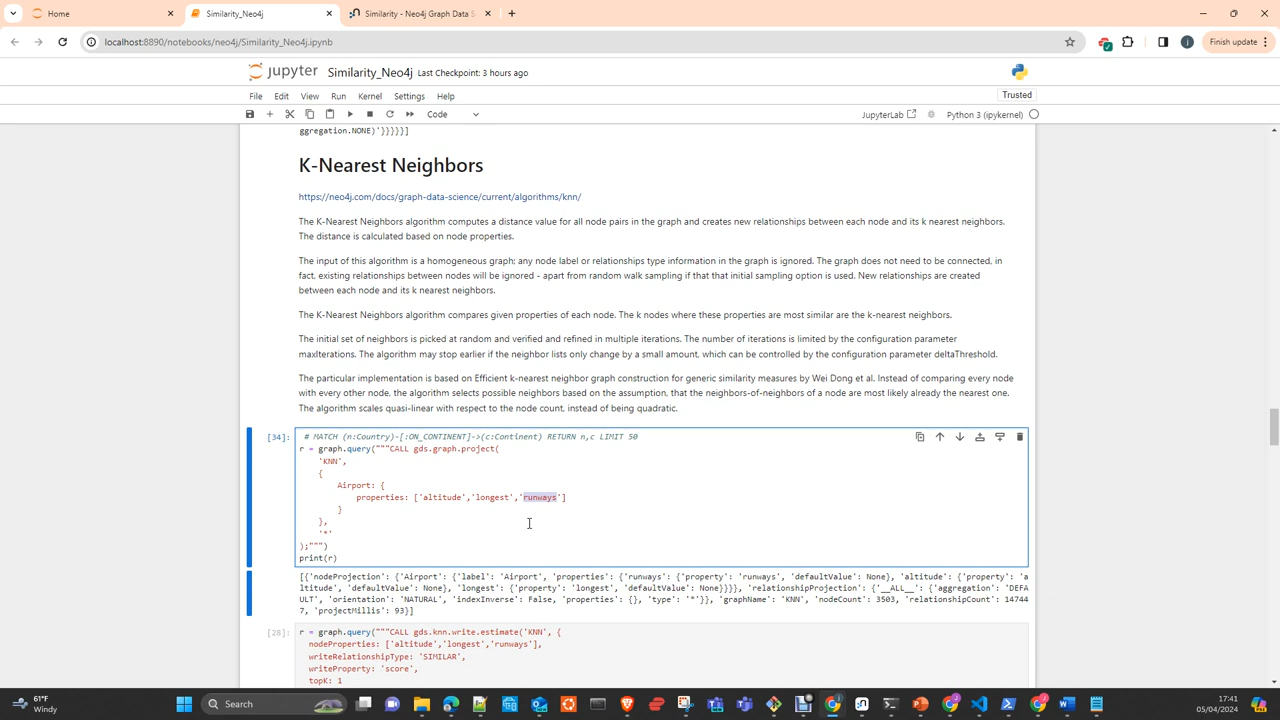 Home
Similarity_Neo4j
Similarity - Neo4j Graph Data S
localhost:8890/notebooks/neo4j/Similarity_Neo4j.ipynb
Finish update
jupyter Similarity_Neo4j Last Checkpoint: 3 hours ago
File Edit View Run Kernel Settings Help
Trusted
Code
JupyterLab
Python 3 (ipykernel)
ggregation.NONE)'}}}}}]
K-Nearest Neighbors
https://neo4j.com/docs/graph-data-science/current/algorithms/knn/
The K-Nearest Neighbors algorithm computes a distance value for all node pairs in the graph and creates new relationships between each node and its k nearest neighbors.
The distance is calculated based on node properties.
The input of this algorithm is a homogeneous graph; any node label or relationships type information in the graph is ignored. The graph does not need to be connected, in
fact, existing relationships between nodes will be ignored - apart from random walk sampling if that that initial sampling option is used. New relationships are created
between each node and its k nearest neighbors.
The K-Nearest Neighbors algorithm compares given properties of each node. The k nodes where these properties are most similar are the k-nearest neighbors.
The initial set of neighbors is picked at random and verified and refined in multiple iterations. The number of iterations is limited by the configuration parameter
maxIterations. The algorithm may stop earlier if the neighbor lists only change by a small amount, which can be controlled by the configuration parameter deltaThreshold.
The particular implementation is based on Efficient k-nearest neighbor graph construction for generic similarity measures by Wei Dong et al. Instead of comparing every node
with every other node, the algorithm selects possible neighbors based on the assumption, that the neighbors-of-neighbors of a node are most likely already the nearest one.
The algorithm scales quasi-linear with respect to the node count, instead of being quadratic.
[34]:
# MATCH (n:Country)-[:ON_CONTINENT]->(c:Continent) RETURN n,c LIMIT 50
r = graph.query("""CALL gds.graph.project(
'KNN',
{
Airport: {
properties: ['altitude','longest','runways']
}
},
'*'
);""")
print(r)
[{'nodeProjection': {'Airport': {'label': 'Airport', 'properties': {'runways': {'property': 'runways', 'defaultValue': None}, 'altitude': {'property': 'a
ltitude', 'defaultValue': None}, 'longest': {'property': 'longest', 'defaultValue': None}}}}, 'relationshipProjection': {'__ALL__': {'aggregation': 'DEFA
ULT', 'orientation': 'NATURAL', 'indexInverse': False, 'properties': {}, 'type': '*'}}, 'graphName': 'KNN', 'nodeCount': 3503, 'relationshipCount': 14744
7, 'projectMillis': 93}]
[28]:
r = graph.query("""CALL gds.knn.write.estimate('KNN', {
nodeProperties: ['altitude','longest','runways'],
writeRelationshipType: 'SIMILAR',
writeProperty: 'score',
topK: 1
61°F
Windy
Search
17:41
05/04/2024